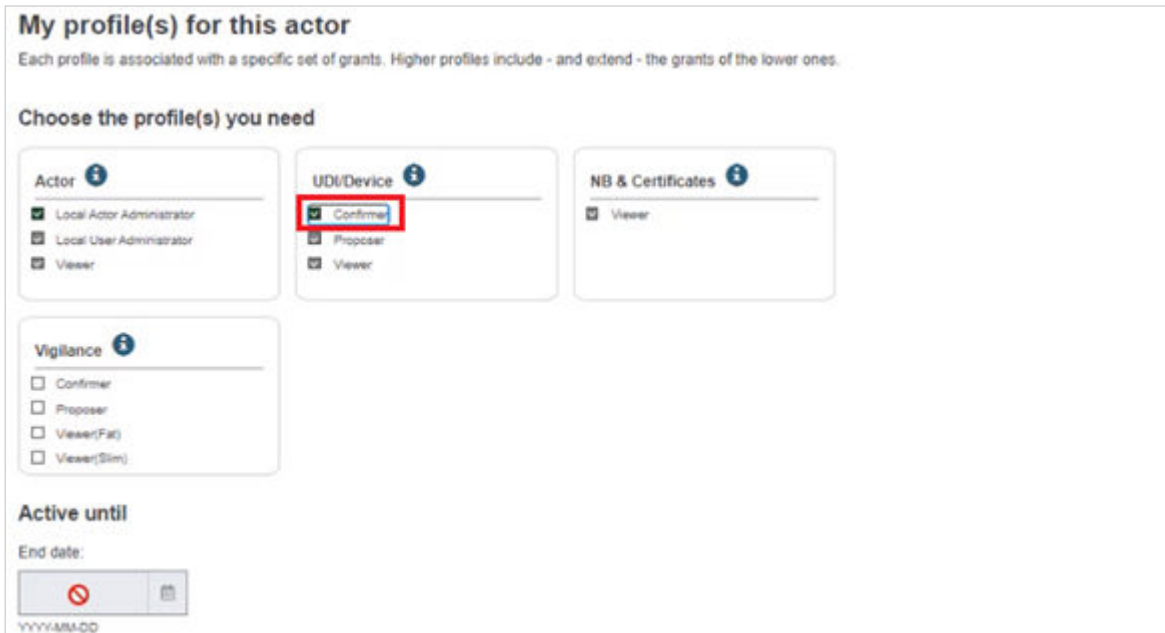 My profile(s) for this actor
Each profile is associated with a specific set of grants. Higher profiles include - and extend - the grants of the lower ones.
Choose the profile(s) you need
Actor
Local Actor Administrator
Local User Administrator
Viewer
UDI/Device
Confirmer
Proposer
Viewer
NB & Certificates
Viewer
Vigilance
Confirmer
Proposer
Viewer(Fat)
Viewer(Slim)
Active until
End date:
YYYY-MM-DD